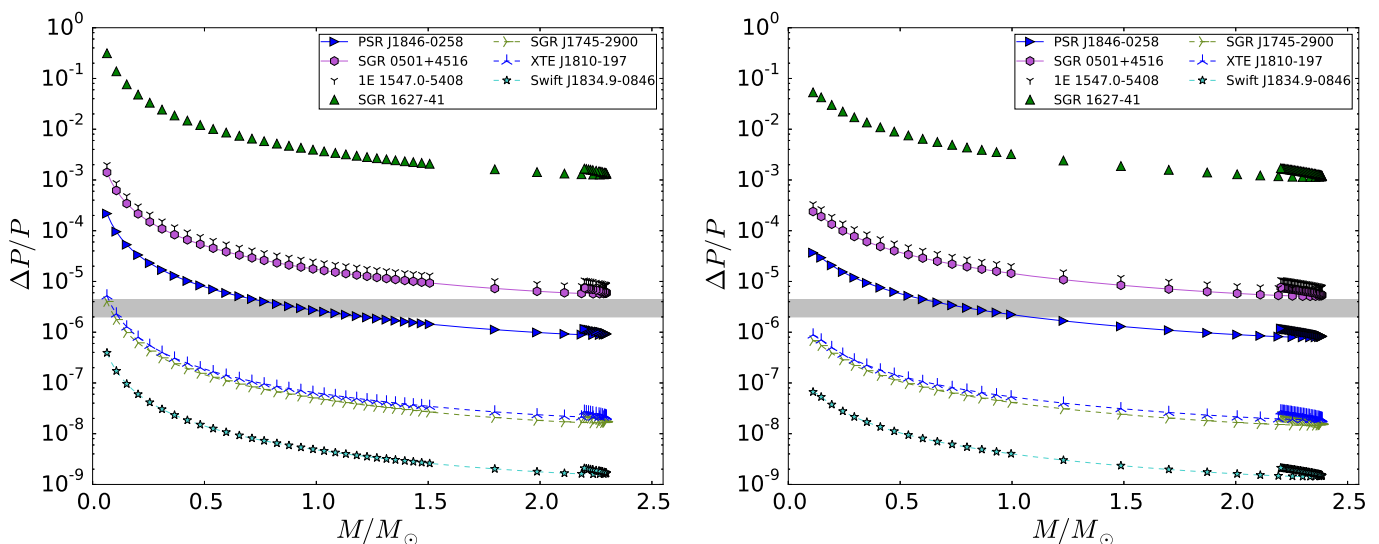 10^0
10^-1
10^-2
10^-3
10^-4
10^-5
10^-6
10^-7
10^-8
10^-9
ΔP/P
PSR J1846-0258
SGR 0501+4516
1E 1547.0-5408
SGR 1627-41
SGR J1745-2900
XTE J1810-197
Swift J1834.9-0846
0.0 0.5 1.0 1.5 2.0 2.5
M/M⊙
10^0
10^-1
10^-2
10^-3
10^-4
10^-5
10^-6
10^-7
10^-8
10^-9
ΔP/P
PSR J1846-0258
SGR 0501+4516
1E 1547.0-5408
SGR 1627-41
SGR J1745-2900
XTE J1810-197
Swift J1834.9-0846
0.0 0.5 1.0 1.5 2.0 2.5
M/M⊙